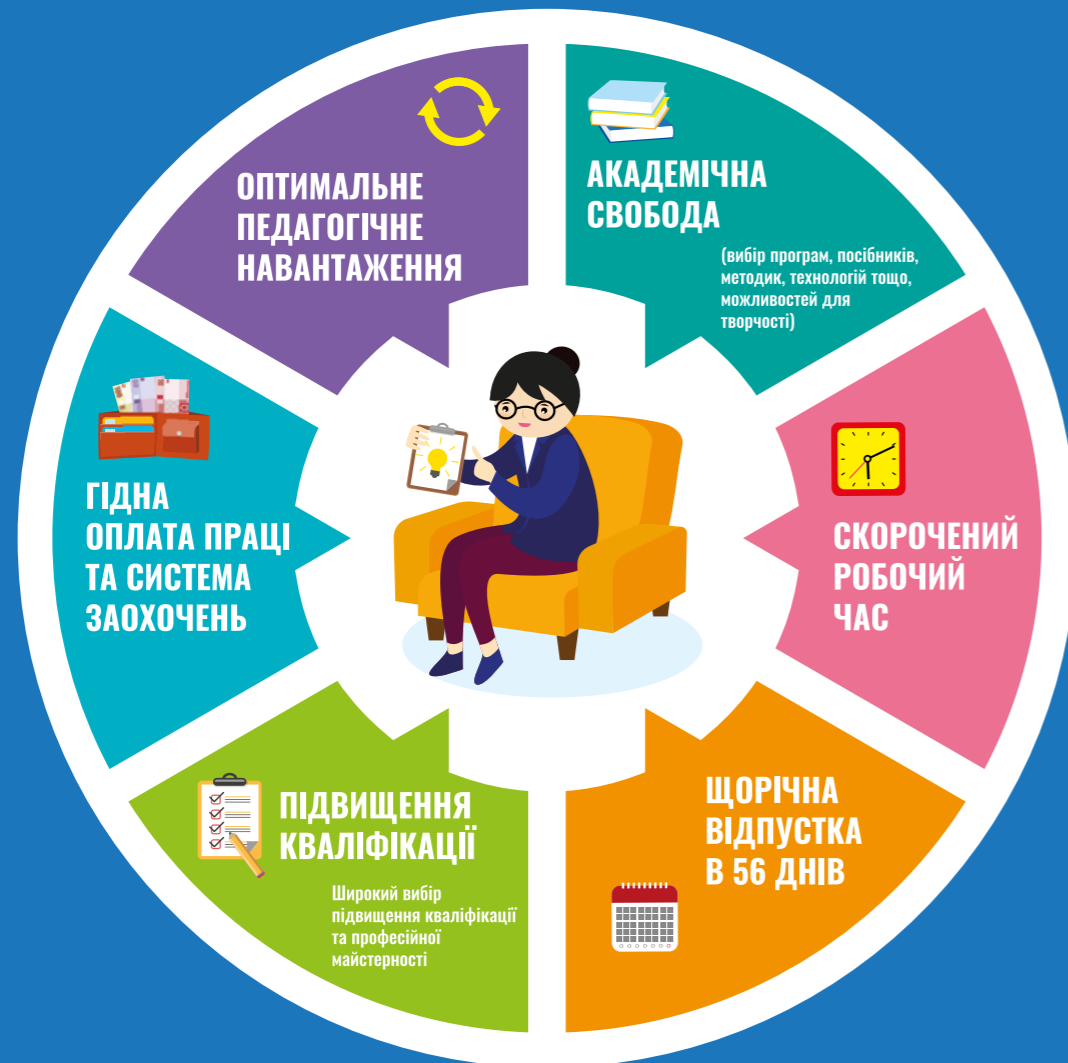 ОПТИМАЛЬНЕ
ПЕДАГОГІЧНЕ
НАВАНТАЖЕННЯ
АКАДЕМІЧНА
СВОБОДА
(вибір програм, посібників,
методик, технологій тощо,
можливостей для
творчості)
ГІДНА
ОПЛАТА ПРАЦІ
ТА СИСТЕМА
ЗАОХОЧЕНЬ
СКОРОЧЕНИЙ
РОБОЧИЙ
ЧАС
ПІДВИЩЕННЯ
КВАЛІФІКАЦІЇ
Широкий вибір
підвищення кваліфікації
та професійної
майстерності
ЩОРІЧНА
ВІДПУСТКА
В 56 ДНІВ